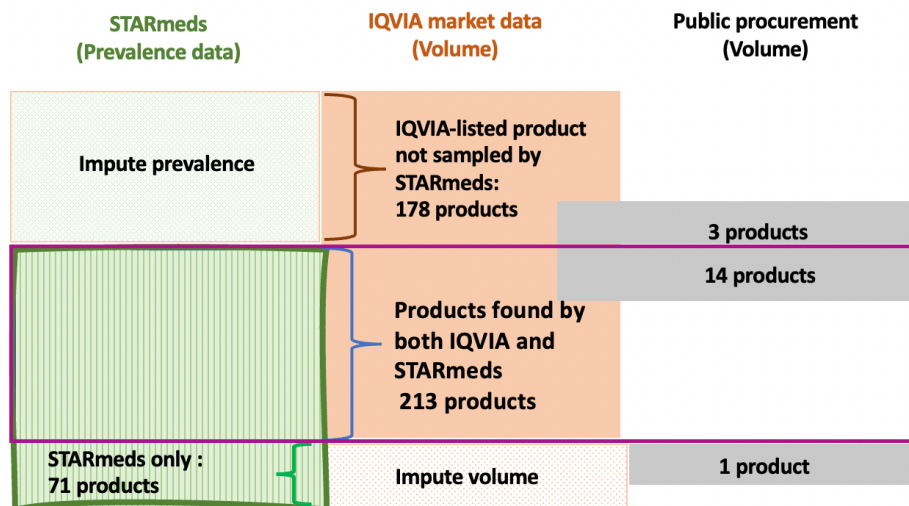 STARmeds
(Prevalence data)
IQVIA market data
(Volume)
Public procurement
(Volume)
Impute prevalence
IQVIA-listed product
not sampled by
STARmeds:
178 products
3 products
14 products
Products found by
both IQVIA and
STARmeds
213 products
STARmeds only :
71 products
Impute volume
1 product